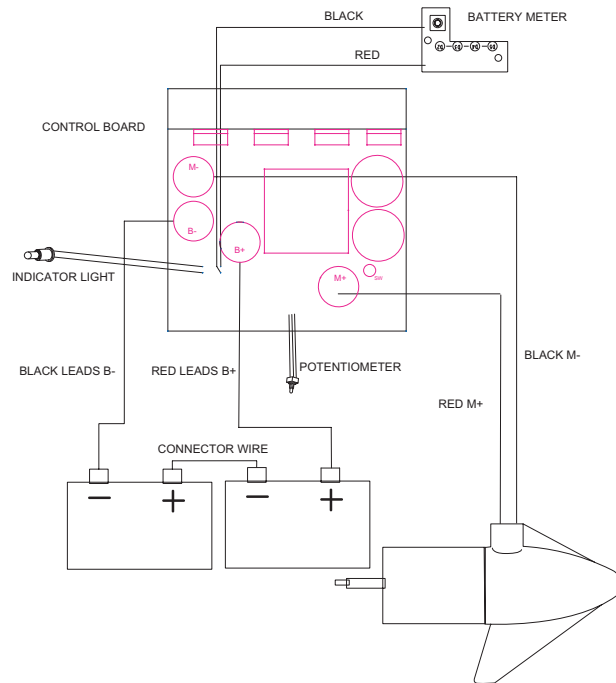 BLACK
BATTERY METER
RED
CONTROL BOARD
M-
B-
B+
M+
SW
INDICATOR LIGHT
BLACK LEADS B-
RED LEADS B+
POTENTIOMETER
BLACK M-
RED M+
CONNECTOR WIRE
− + − +